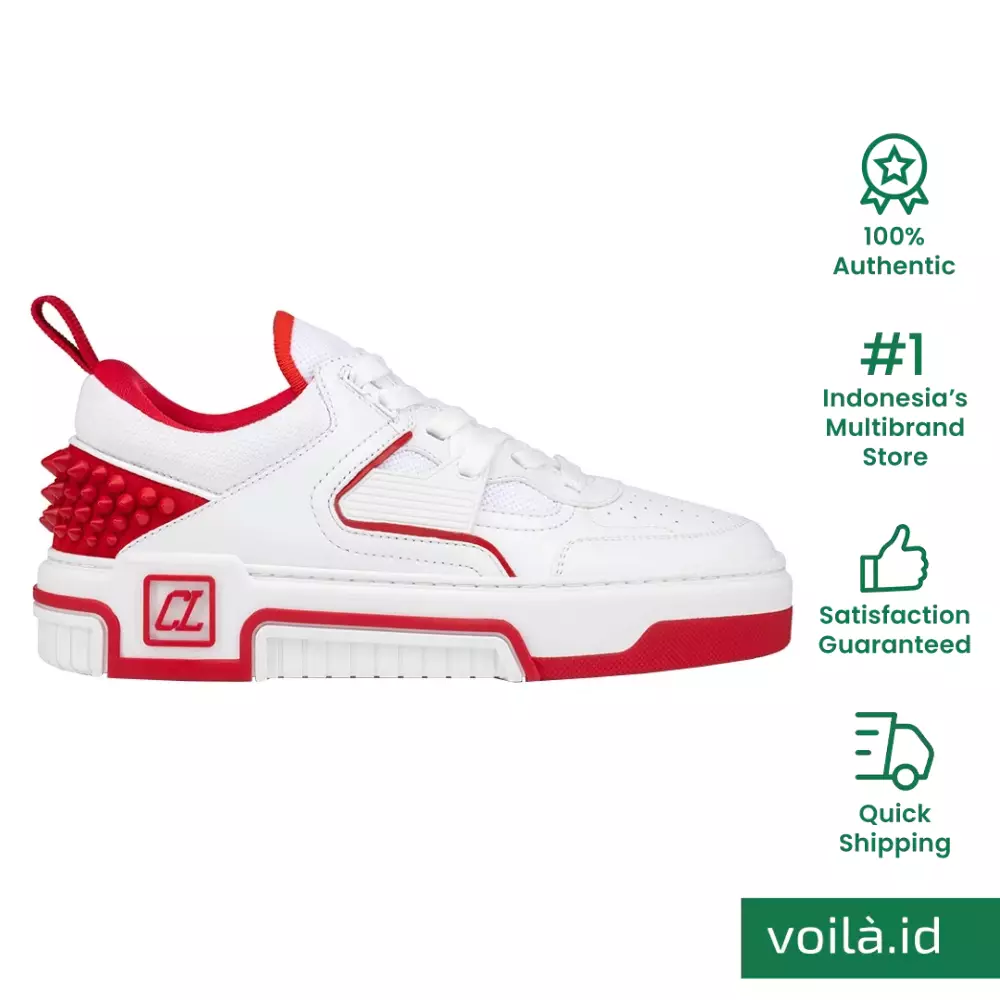 CL
100%
Authentic
#1
Indonesia’s
Multibrand
Store
Satisfaction
Guaranteed
Quick
Shipping
voilà.id